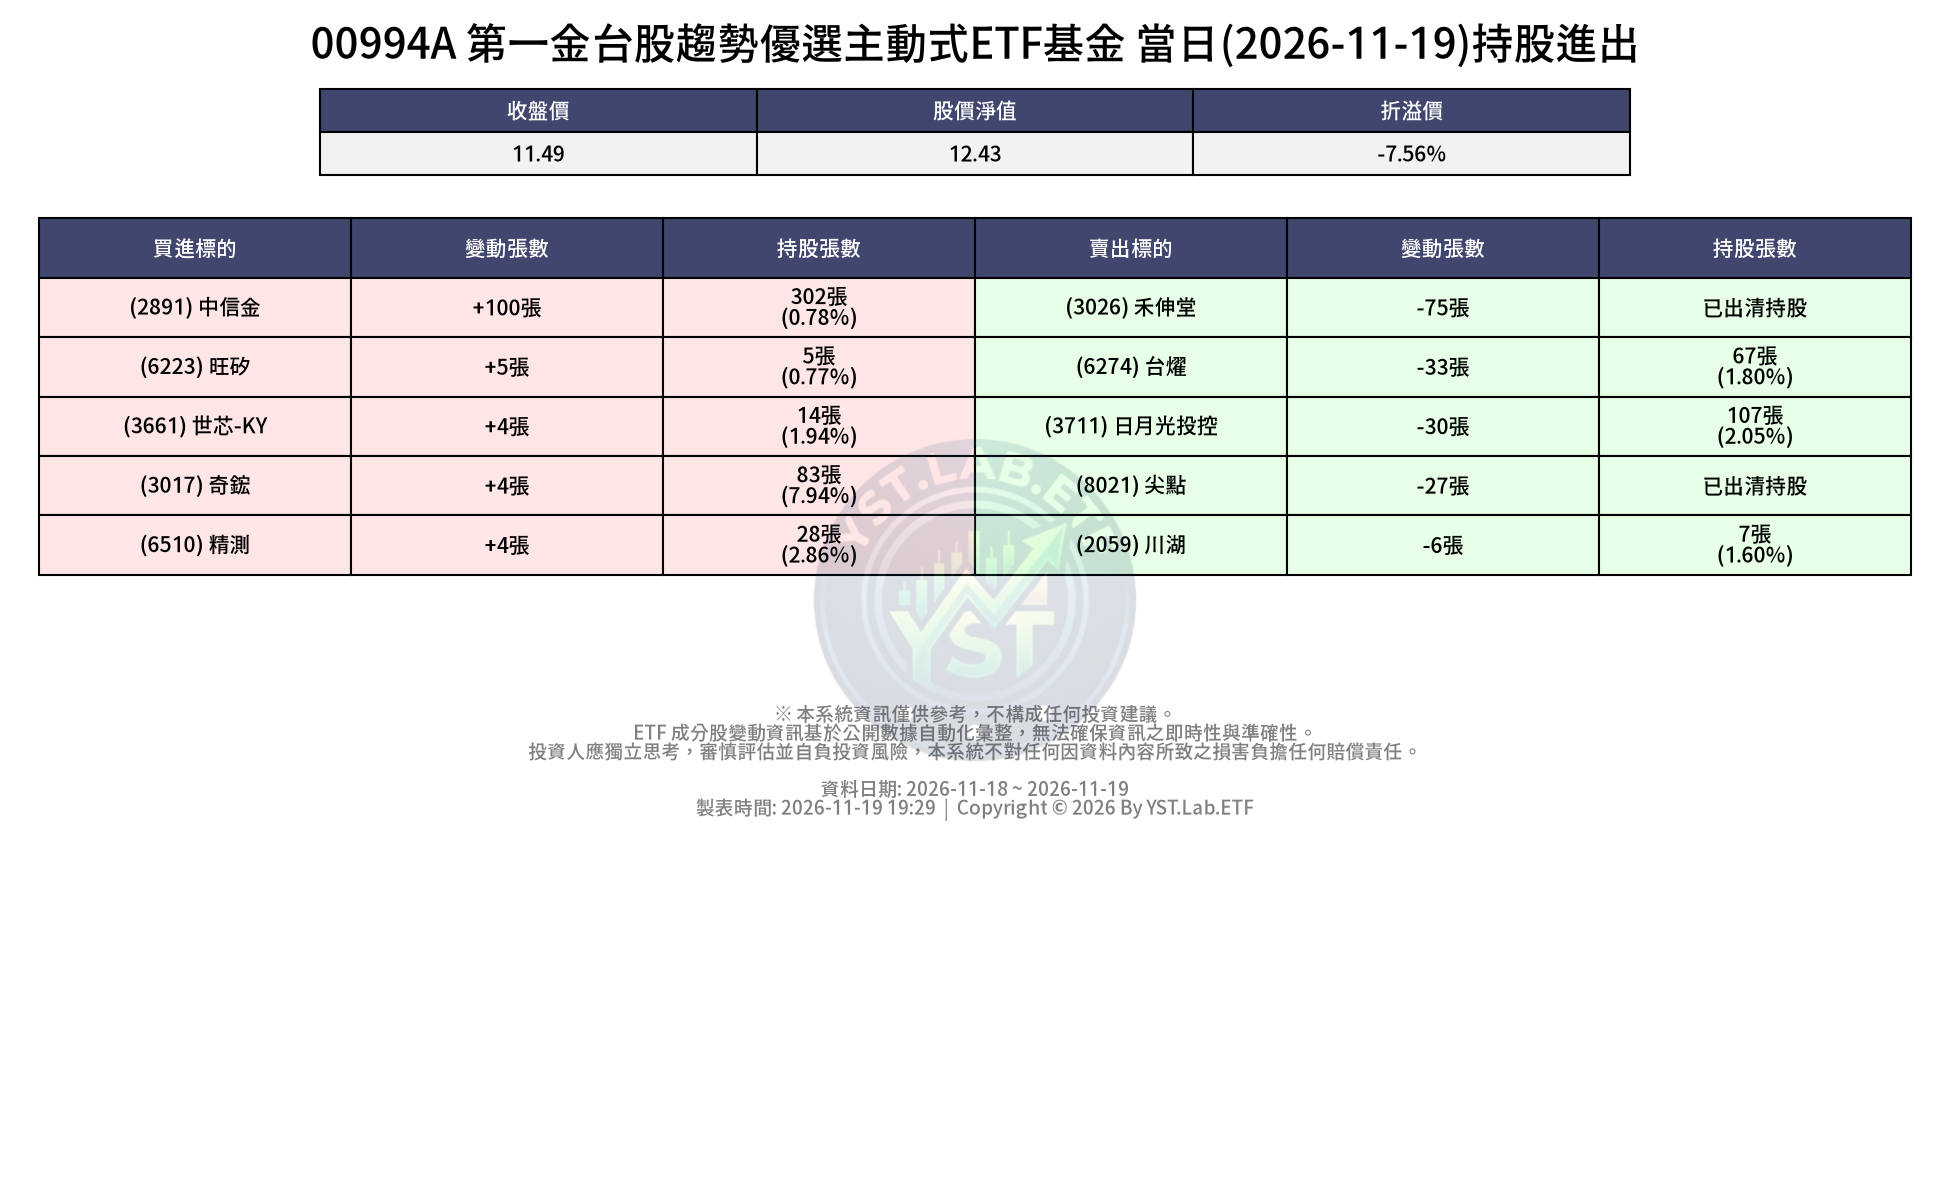 00994A 第一金台股趨勢優選主動式ETF基金 當日(2026-11-19)持股進出
收盤價 股價淨值 折溢價
11.49 12.43 -7.56%
買進標的 變動張數 持股張數 賣出標的 變動張數 持股張數
(2891) 中信金 +100張 302張 (0.78%) (3026) 禾伸堂 -75張 已出清持股
(6223) 旺矽 +5張 5張 (0.77%) (6274) 台燿 -33張 67張 (1.80%)
(3661) 世芯-KY +4張 14張 (1.94%) (3711) 日月光投控 -30張 107張 (2.05%)
(3017) 奇鋐 +4張 83張 (7.94%) (8021) 尖點 -27張 已出清持股
(6510) 精測 +4張 28張 (2.86%) (2059) 川湖 -6張 7張 (1.60%)
YST.LAB.ETF
YST
※ 本系統資訊僅供參考，不構成任何投資建議。
ETF 成分股變動資訊基於公開數據自動化彙整，無法確保資訊之即時性與準確性。
投資人應獨立思考，審慎評估並自負投資風險，本系統不對任何因資料內容所致之損害負擔任何賠償責任。
資料日期: 2026-11-18 ~ 2026-11-19
製表時間: 2026-11-19 19:29 │ Copyright © 2026 By YST.Lab.ETF